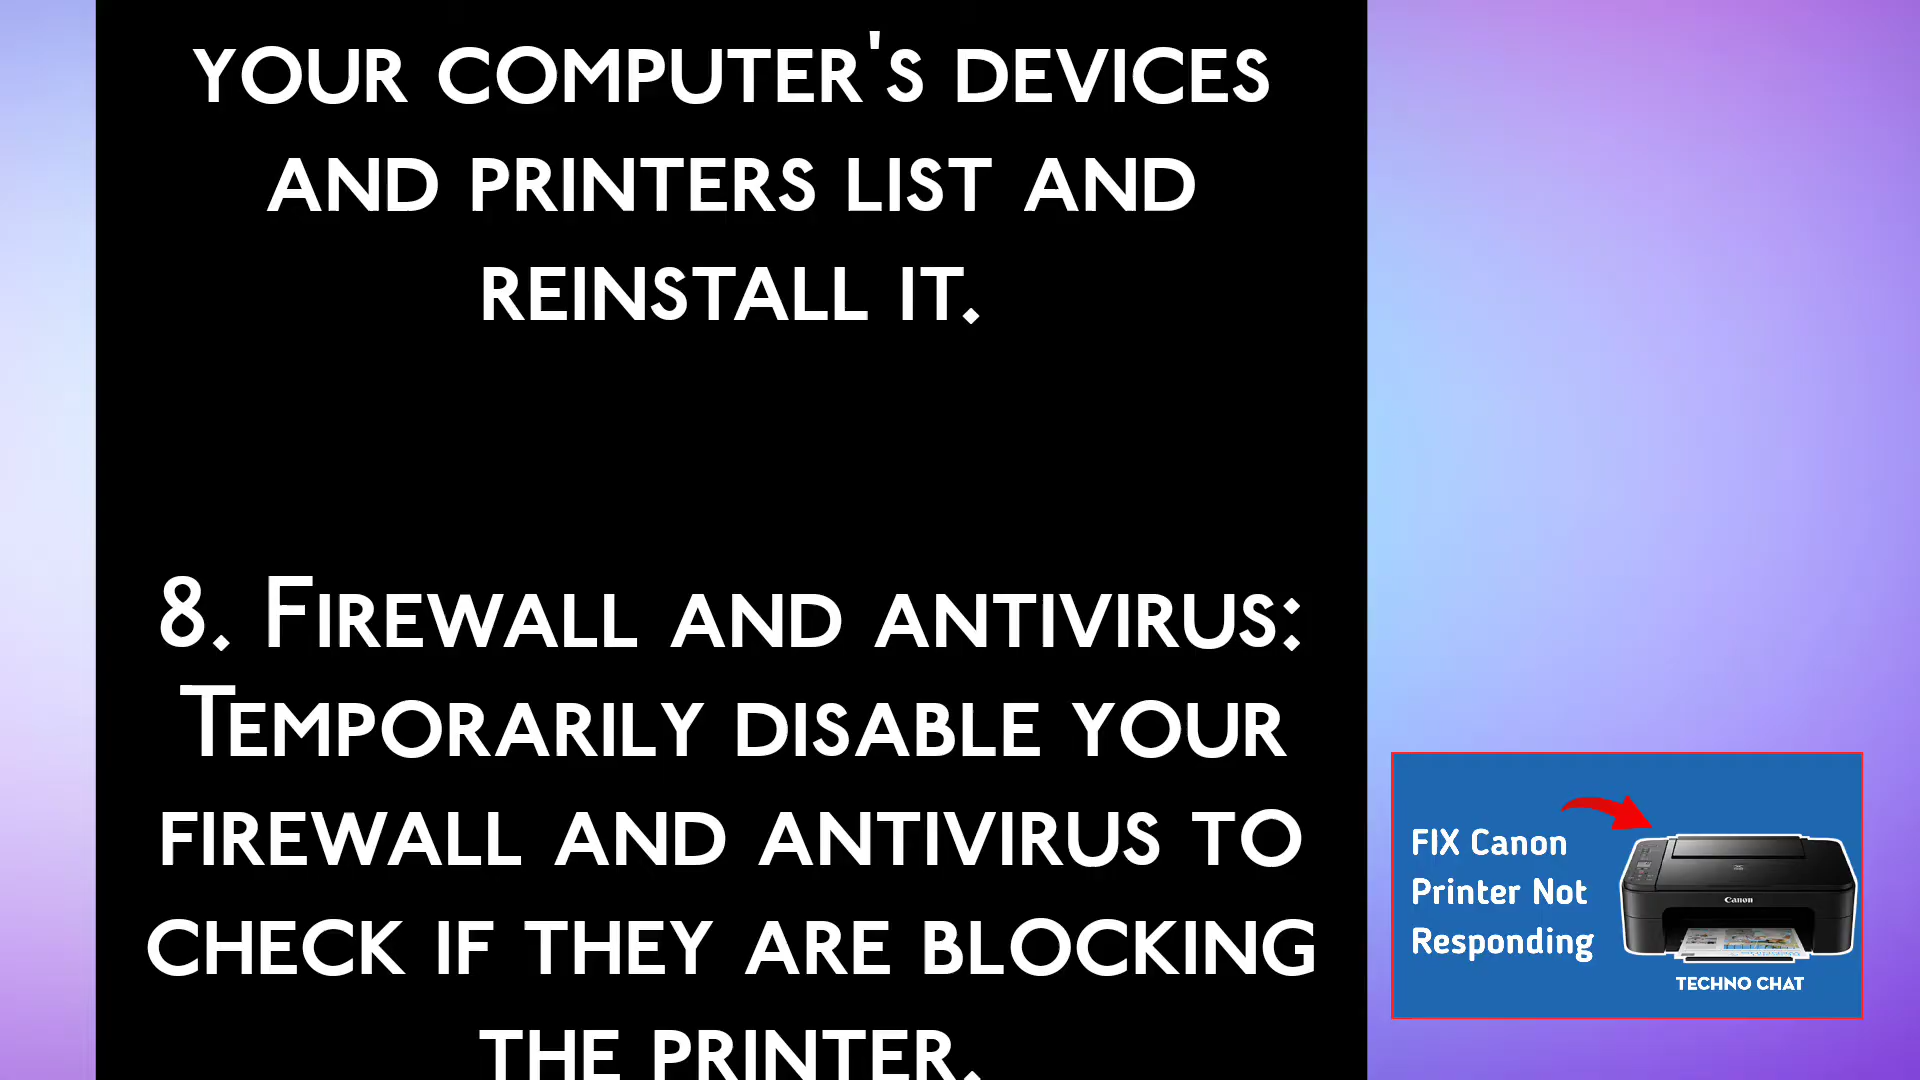 your computer's devices
and printers list and
reinstall it.
8. Firewall and antivirus:
Temporarily disable your
firewall and antivirus to
check if they are blocking
the printer.
FIX Canon
Printer Not
Responding
Canon
TECHNO CHAT